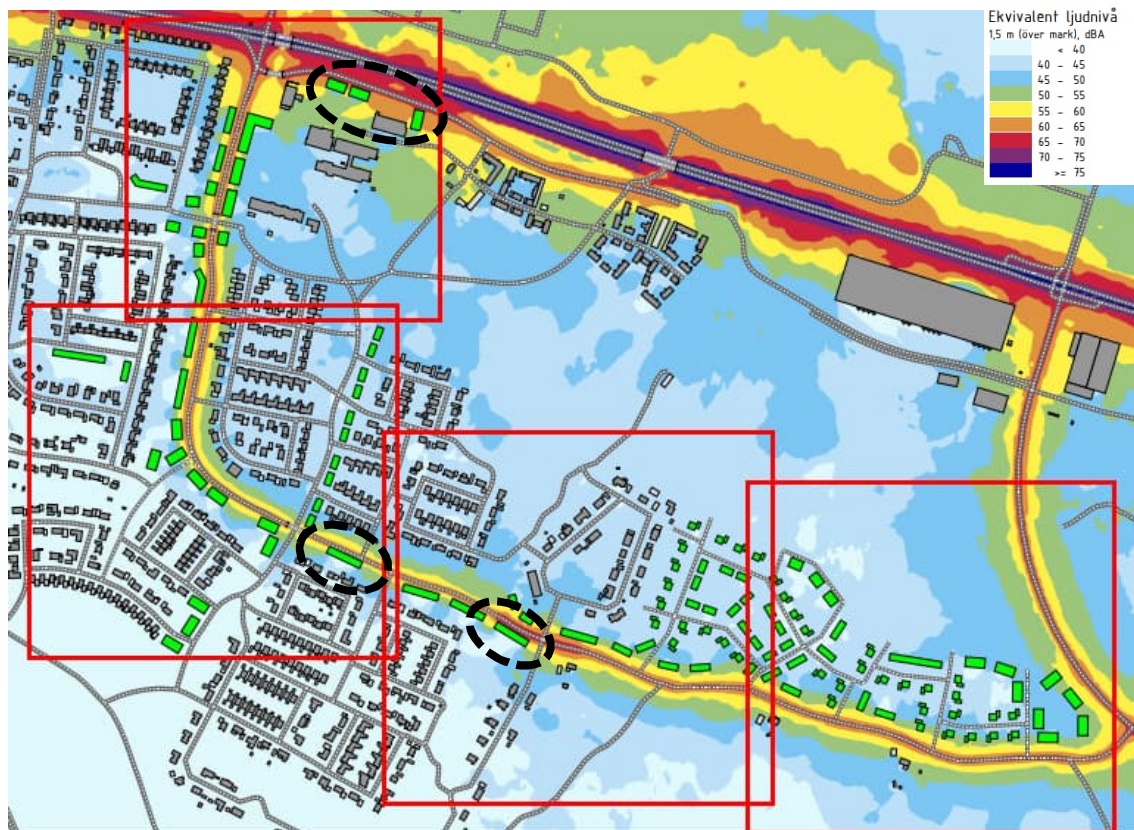 Ekvivalent ljudnivå
1,5 m (över mark), dBA
< 40
40 - 45
45 - 50
50 - 55
55 - 60
60 - 65
65 - 70
70 - 75
>= 75